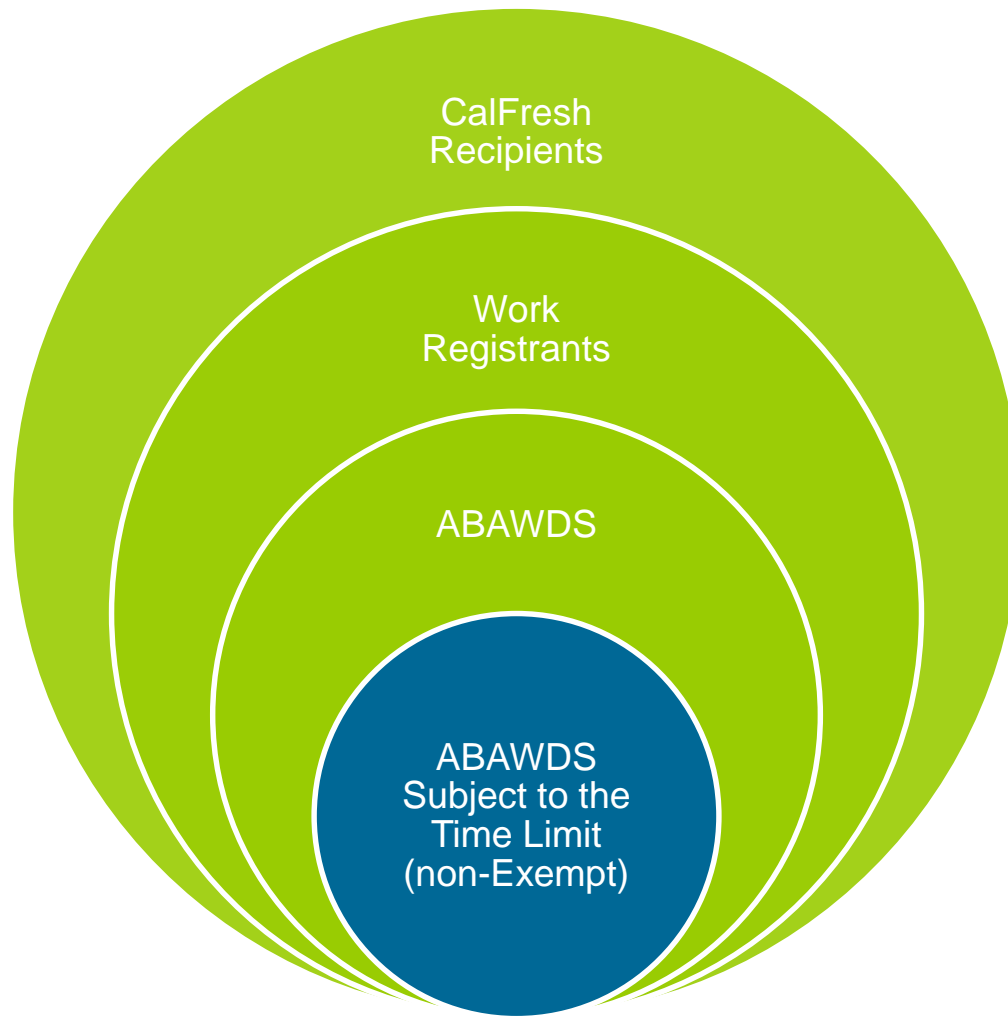 CalFresh
Recipients
Work
Registrants
ABAWDS
ABAWDS
Subject to the
Time Limit
(non-Exempt)